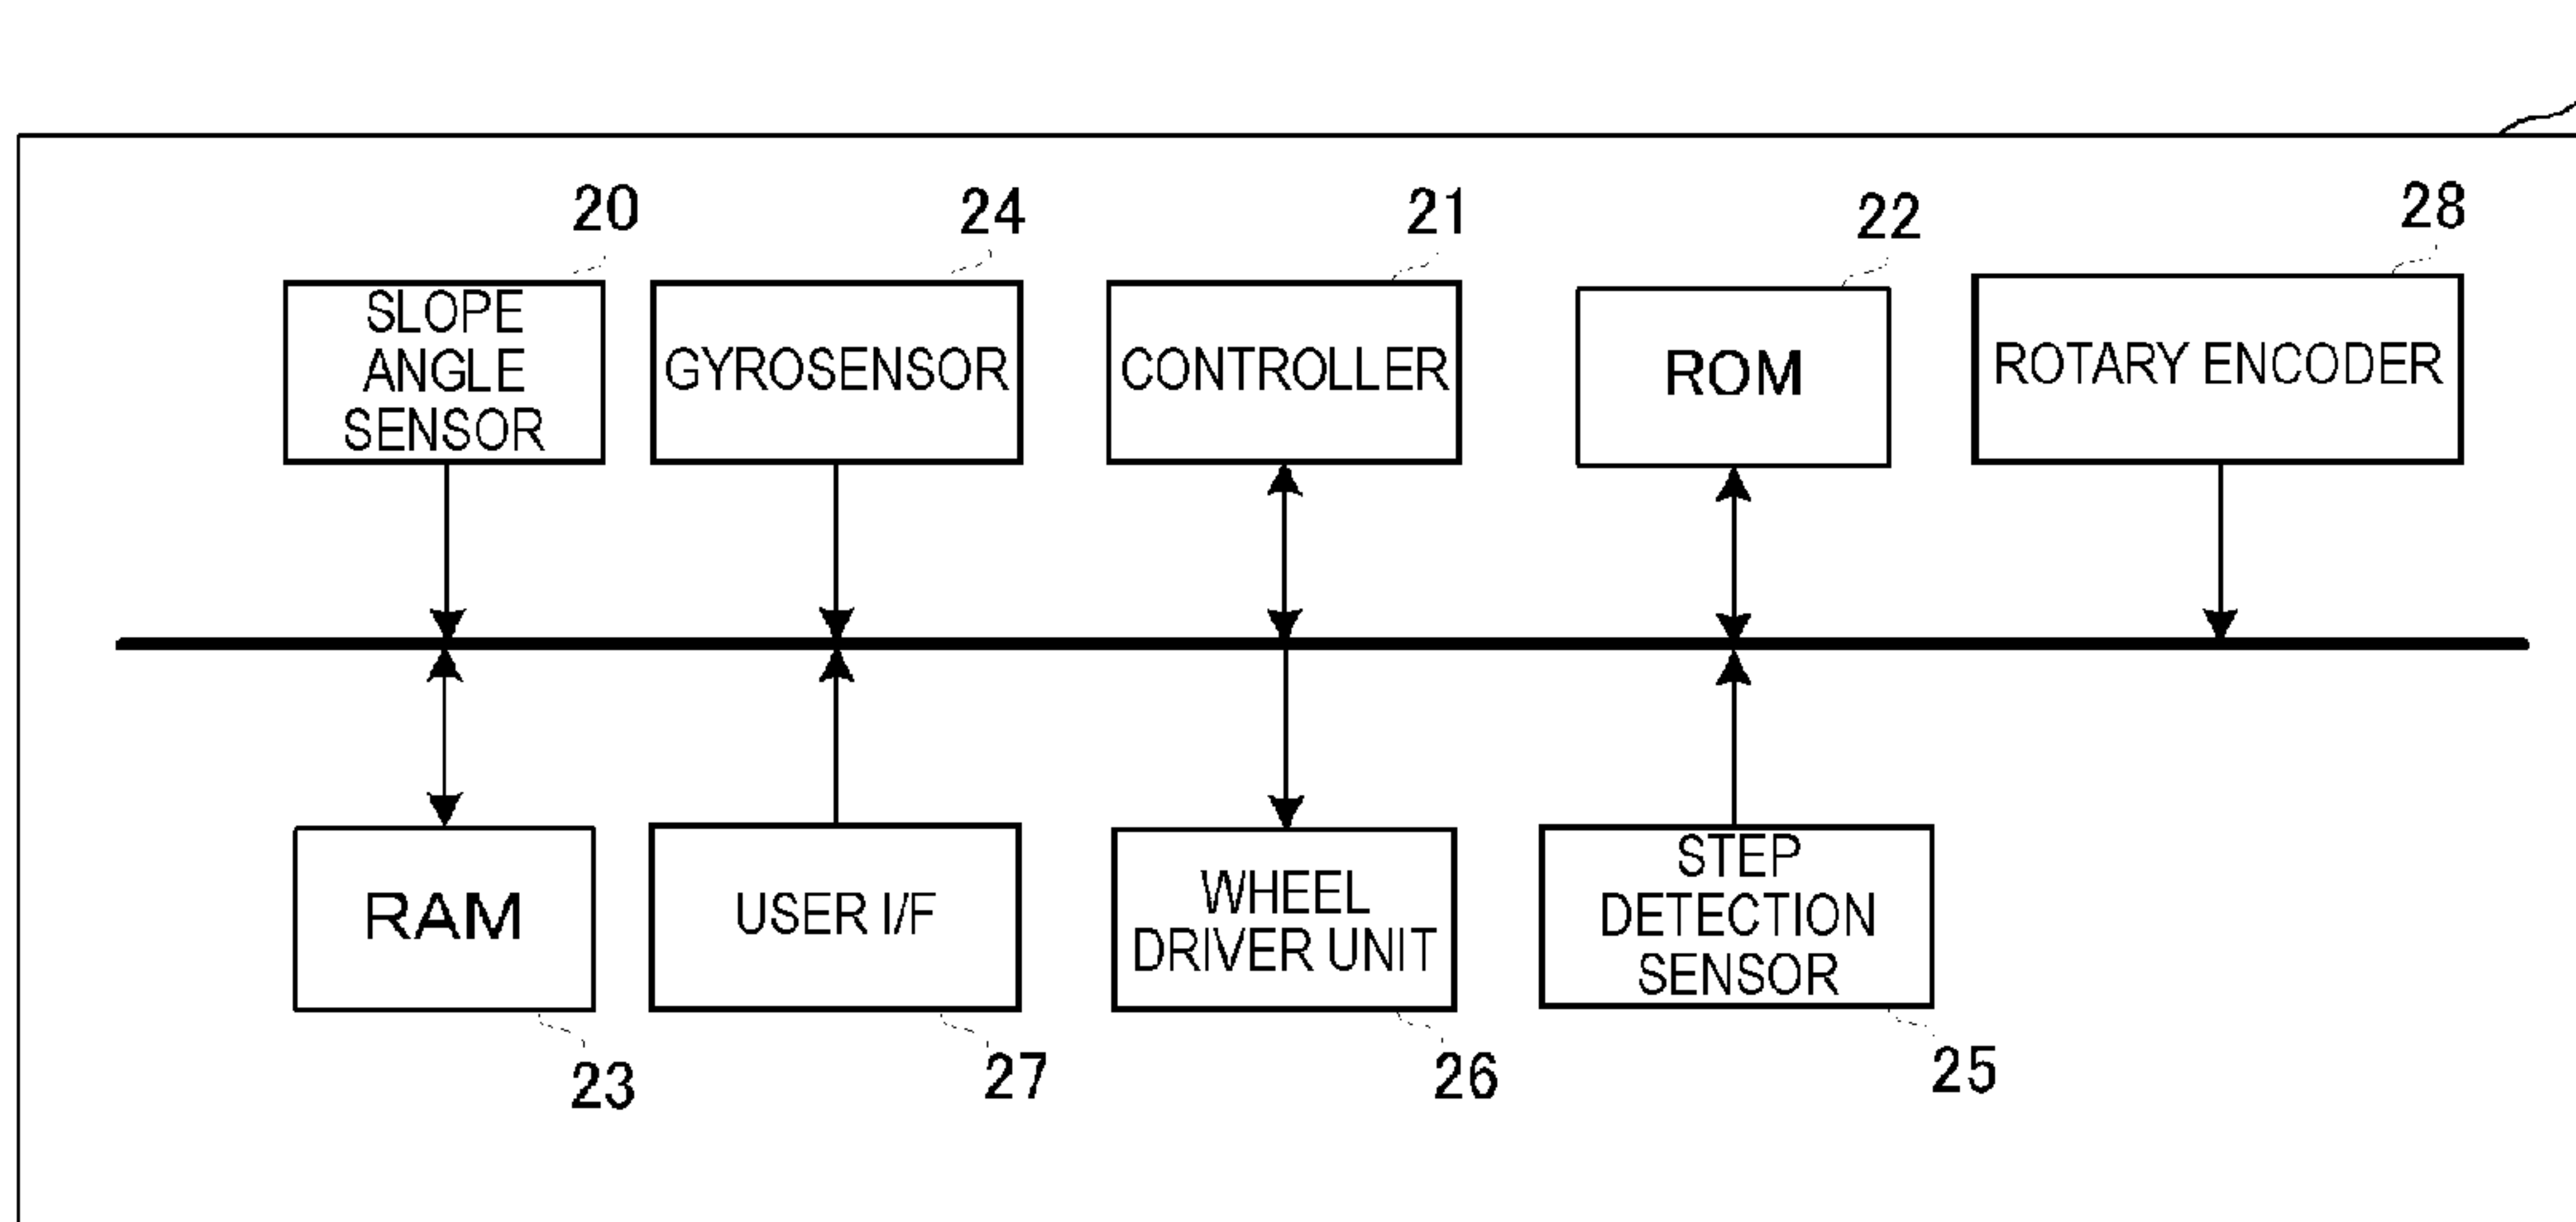 20
24
21
22
28
SLOPE
ANGLE
SENSOR
GYROSENSOR
CONTROLLER
ROM
ROTARY ENCODER
RAM
USER I/F
WHEEL
DRIVER UNIT
STEP
DETECTION
SENSOR
23
27
26
25